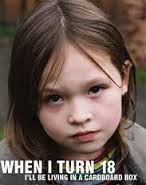 WHEN I TURN 18
I'LL BE LIVING IN A CARDBOARD BOX